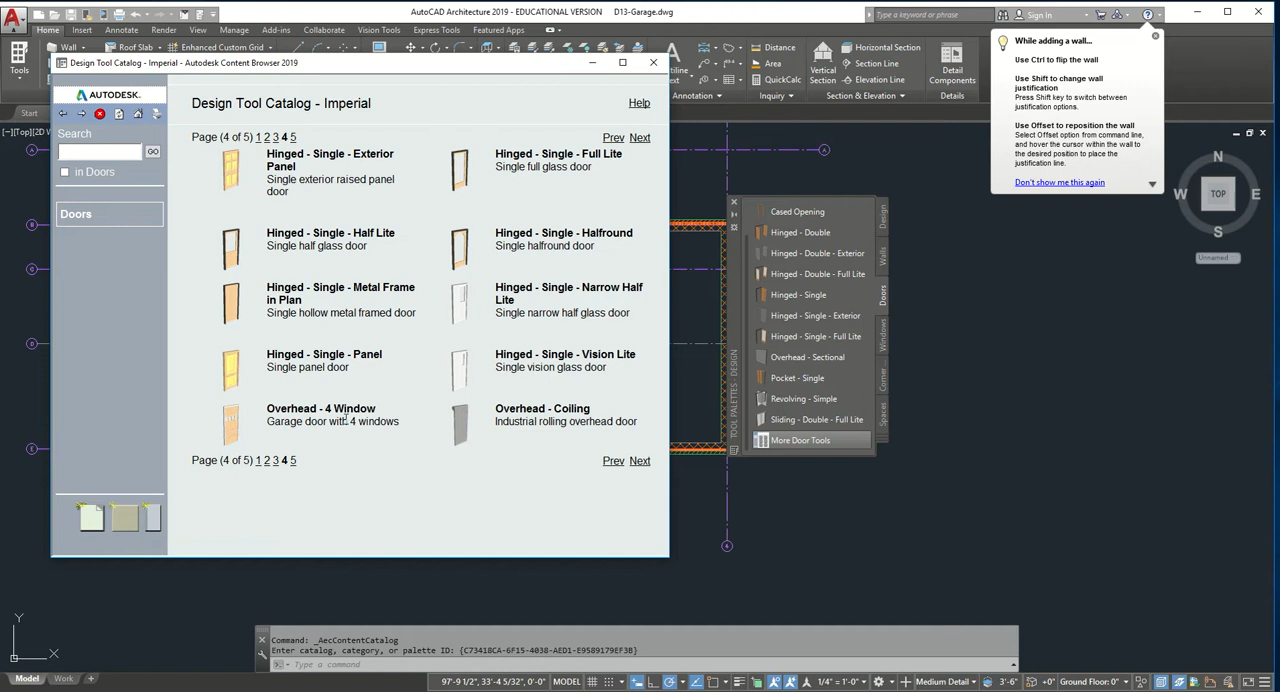 AutoCAD Architecture 2019 - EDUCATIONAL VERSION D13-Garage.dwg
Type a keyword or phrase
Sign In
Home Insert Annotate Render View Manage Add-ins Collaborate View Tools Express Tools Featured Apps
Tools
Wall
Roof Slab
Enhanced Custom Grid
Distance
Area
QuickCalc
Inquiry
Annotation
Vertical
Section
Horizontal Section
Section Line
Elevation Line
Section & Elevation
Detail
Components
Details
Start
[−][Top][2D W
While adding a wall...
Use Ctrl to flip the wall
Use Shift to change wall
justification
Press Shift key to switch between
justification options.
Use Offset to reposition the wall
Select Offset option from command line,
and hover the cursor within the wall to
the desired position to place the
justification line.
Don't show me this again
N
W TOP E
S
Unnamed
Design Tool Catalog - Imperial - Autodesk Content Browser 2019
AUTODESK.
Search
GO
in Doors
Doors
Design Tool Catalog - Imperial
Help
Page (4 of 5) 1 2 3 4 5
Prev Next
Hinged - Single - Exterior
Panel
Single exterior raised panel
door
Hinged - Single - Full Lite
Single full glass door
Hinged - Single - Half Lite
Single half glass door
Hinged - Single - Halfround
Single halfround door
Hinged - Single - Metal Frame
in Plan
Single hollow metal framed door
Hinged - Single - Narrow Half
Lite
Single narrow half glass door
Hinged - Single - Panel
Single panel door
Hinged - Single - Vision Lite
Single vision glass door
Overhead - 4 Window
Garage door with 4 windows
Overhead - Coiling
Industrial rolling overhead door
Page (4 of 5) 1 2 3 4 5
Prev Next
A
A
B
C
D
E
Cased Opening
Hinged - Double
Hinged - Double - Exterior
Hinged - Double - Full Lite
Hinged - Single
Hinged - Single - Exterior
Hinged - Single - Full Lite
Overhead - Sectional
Pocket - Single
Revolving - Simple
Sliding - Double - Full Lite
More Door Tools
TOOL PALETTES - DESIGN
Design
Walls
Doors
Windows
Corner ...
Spaces
Y
X
Command: _AecContentCatalog
Enter catalog, category, or palette ID: {C73418CA-6F15-4038-AED1-E9589179EF3B}
Type a command
Model Work +
97'-9 1/2", 33'-4 5/32", 0'-0" MODEL 1/4" = 1'-0" Medium Detail 3'-6" +0" Ground Floor: 0"